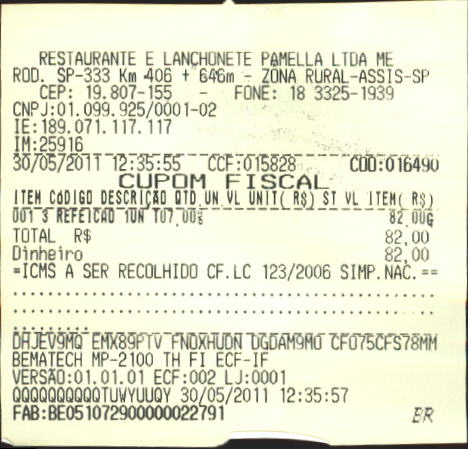 RESTAURANTE E LANCHONETE PAMELLA LTDA ME
ROD. SP-333 Km 406 + 646m - ZONA RURAL-ASSIS-SP
CEP: 19.807-155 - FONE: 18 3325-1939
CNPJ:01.099.925/0001-02
IE:189.071.117.117
IM:25916
30/05/2011 12:35:55 CCF:015828 COO:016490
CUPOM FISCAL
ITEM CÓDIGO DESCRIÇÃO QTD UN VL UNIT( R$) ST VL ITEM( R$)
001 3 REFEICAO 1UN 82,00G
TOTAL R$ 82,00
Dinheiro 82,00
=ICMS A SER RECOLHIDO CF.LC 123/2006 SIMP.NAC.==
DHJEV9MQ EMX89PTV FNDXHUDN DGDAM9MO CFO75CFS78MM
BEMATECH MP-2100 TH FI ECF-IF
VERSÃO:01.01.01 ECF:002 LJ:0001
QQQQQQQQQQTUWYUUQY 30/05/2011 12:35:57
FAB:BE051072900000022791 BR